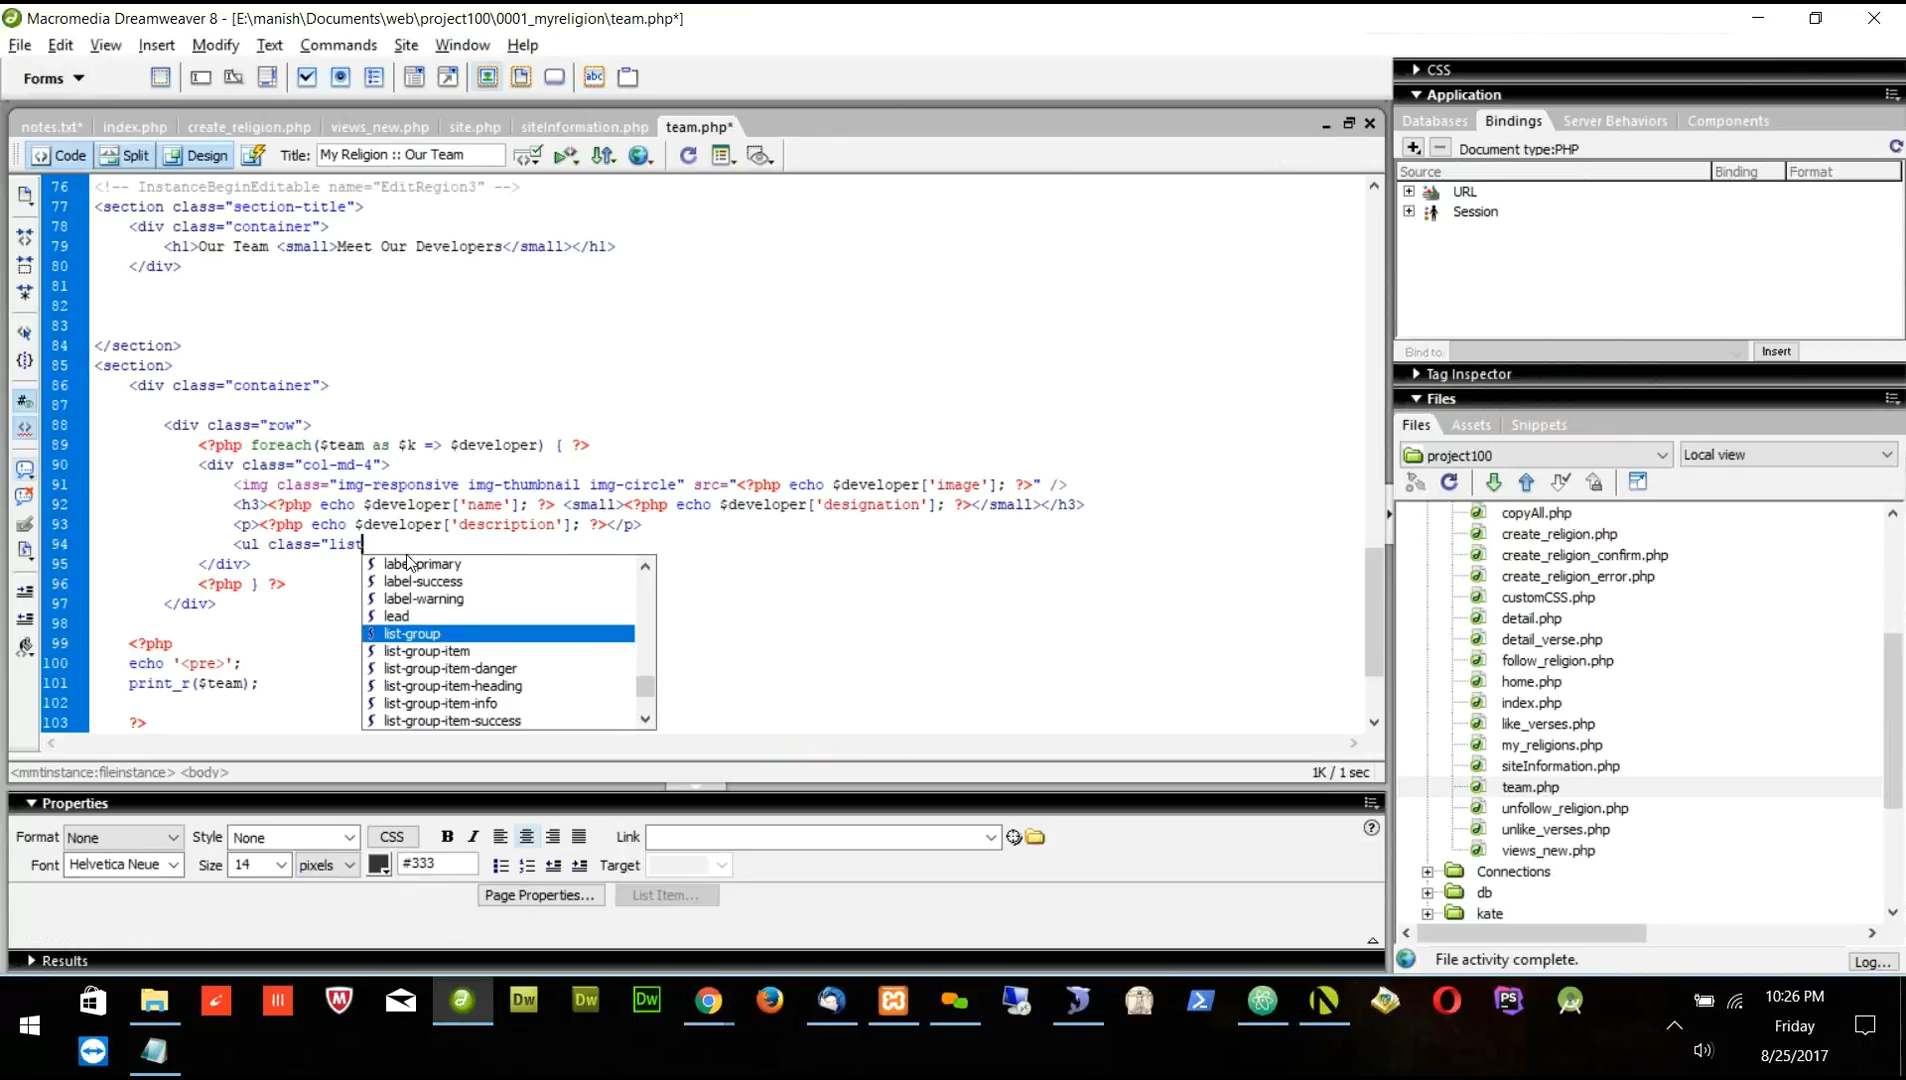 Macromedia Dreamweaver 8 - [E:\manish\Documents\web\project100\0001_myreligion\team.php*]
File Edit View Insert Modify Text Commands Site Window Help
Forms
abc
notes.txt* index.php create_religion.php views_new.php site.php siteInformation.php team.php*
Code Split Design Title: My Religion :: Our Team
76 <!-- InstanceBeginEditable name="EditRegion3" -->
77 <section class="section-title">
78 <div class="container">
79 <h1>Our Team <small>Meet Our Developers</small></h1>
80 </div>
81
82
83
84 </section>
85 <section>
86 <div class="container">
87
88 <div class="row">
89 <?php foreach($team as $k => $developer) { ?>
90 <div class="col-md-4">
91 <img class="img-responsive img-thumbnail img-circle" src="<?php echo $developer['image']; ?>" />
92 <h3><?php echo $developer['name']; ?> <small><?php echo $developer['designation']; ?></small></h3>
93 <p><?php echo $developer['description']; ?></p>
94 <ul class="list
95 </div>
96 <?php } ?>
97 </div>
98
99 <?php
100 echo '<pre>';
101 print_r($team);
102
103 ?>
label-primary
label-success
label-warning
lead
list-group
list-group-item
list-group-item-danger
list-group-item-heading
list-group-item-info
list-group-item-success
<mmtinstance:fileinstance> <body> 1K / 1 sec
Properties
Format None Style None CSS B I Link
Font Helvetica Neue Size 14 pixels #333 Target
Page Properties... List Item...
Results
CSS
Application
Databases Bindings Server Behaviors Components
Document type:PHP
Source Binding Format
URL
Session
Bind to: Insert
Tag Inspector
Files
Files Assets Snippets
project100 Local view
copyAll.php
create_religion.php
create_religion_confirm.php
create_religion_error.php
customCSS.php
detail.php
detail_verse.php
follow_religion.php
home.php
index.php
like_verses.php
my_religions.php
siteInformation.php
team.php
unfollow_religion.php
unlike_verses.php
views_new.php
Connections
db
kate
File activity complete. Log...
Dw Dw Dw PS
10:26 PM
Friday
8/25/2017